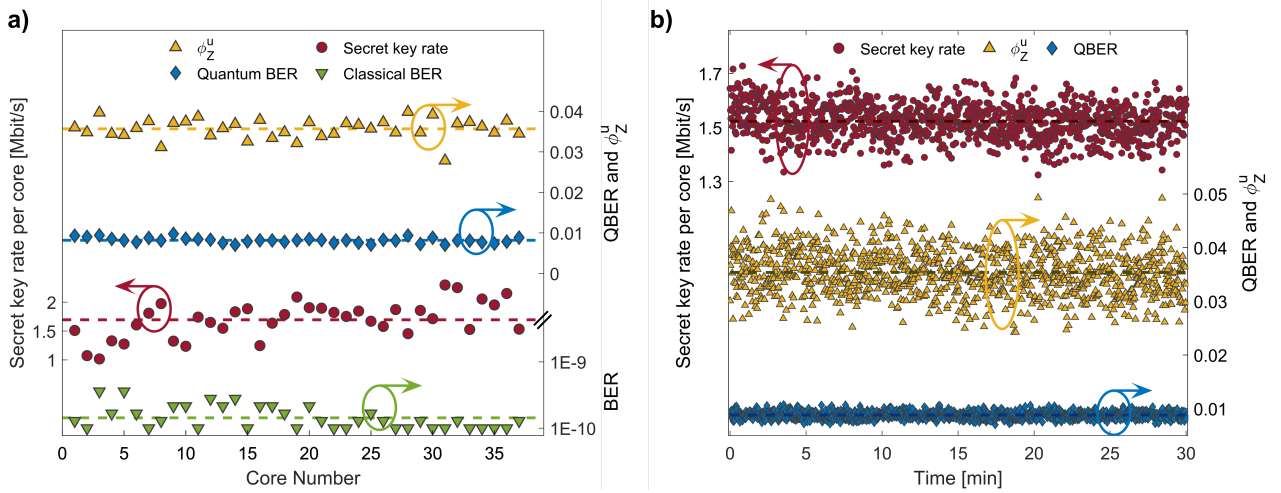 a)
ϕ_Z^u
Secret key rate
Quantum BER
Classical BER
Secret key rate per core [Mbit/s]
2
1.5
1
0.04
0.03
0.02
0.01
0
1E-9
1E-10
QBER and ϕ_Z^u
BER
0 5 10 15 20 25 30 35
Core Number
b)
Secret key rate ϕ_Z^u QBER
Secret key rate per core [Mbit/s]
1.7
1.5
1.3
0.05
0.04
0.03
0.02
0.01
QBER and ϕ_Z^u
0 5 10 15 20 25 30
Time [min]